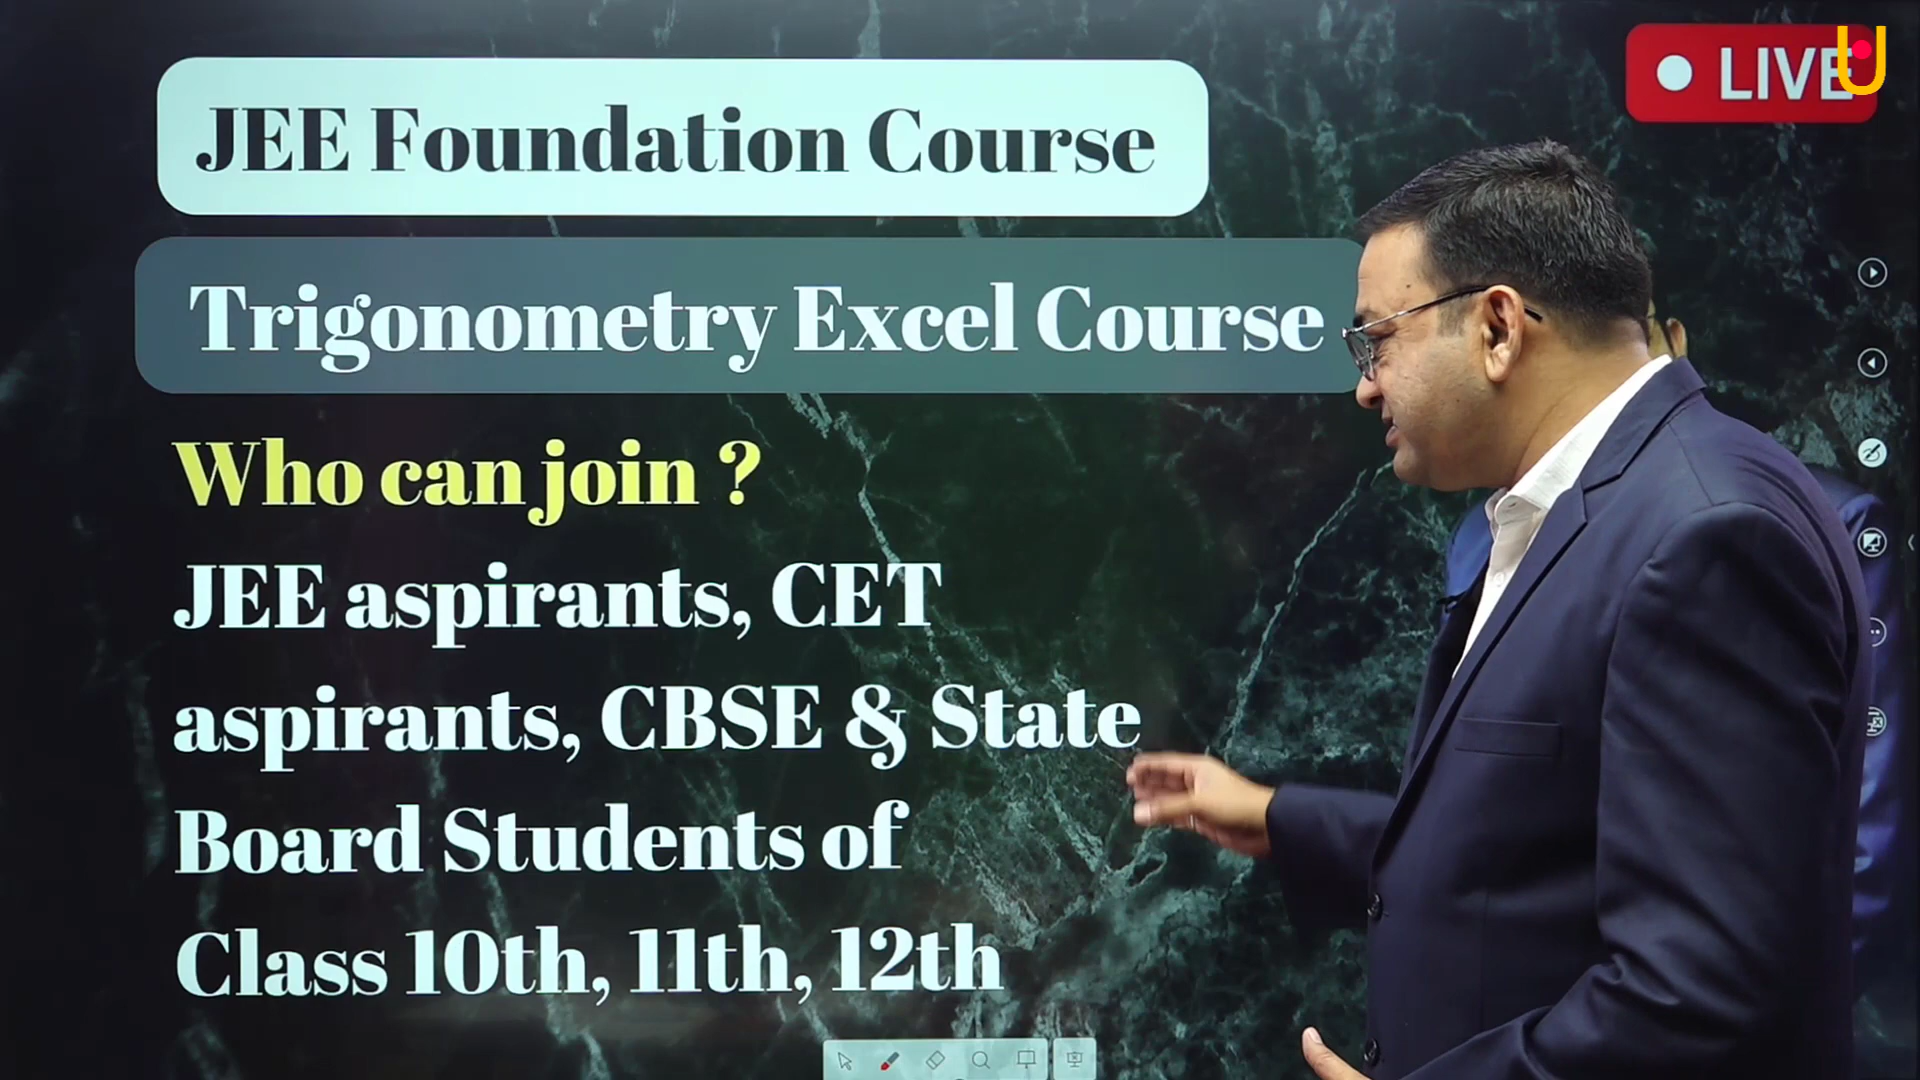 LIVE
U
JEE Foundation Course
Trigonometry Excel Course
Who can join ?
JEE aspirants, CET
aspirants, CBSE & State
Board Students of
Class 10th, 11th, 12th